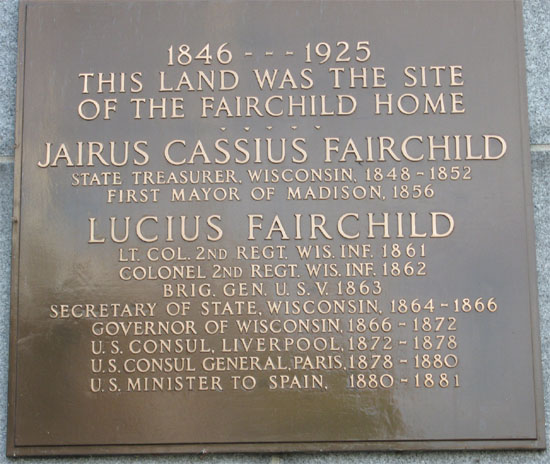 1846 - - - 1925
THIS LAND WAS THE SITE
OF THE FAIRCHILD HOME
. . . . .
JAIRUS CASSIUS FAIRCHILD
STATE TREASURER, WISCONSIN, 1848-1852
FIRST MAYOR OF MADISON, 1856
LUCIUS FAIRCHILD
LT. COL. 2ND REGT. WIS. INF. 1861
COLONEL 2ND REGT. WIS. INF. 1862
BRIG. GEN. U. S. V. 1863
SECRETARY OF STATE, WISCONSIN, 1864-1866
GOVERNOR OF WISCONSIN, 1866-1872
U. S. CONSUL, LIVERPOOL, 1872-1878
U. S. CONSUL GENERAL, PARIS, 1878-1880
U. S. MINISTER TO SPAIN, 1880-1881